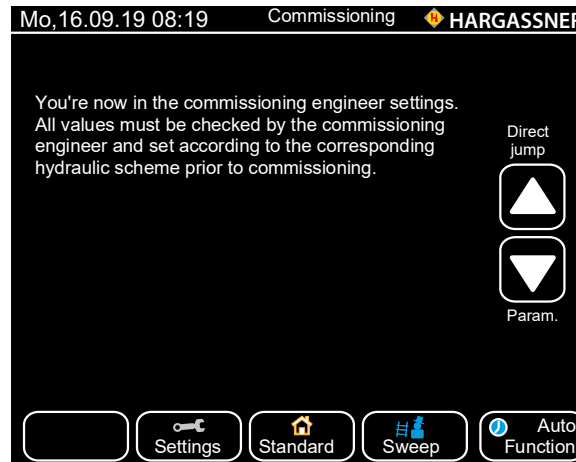 Mo,16.09.19 08:19 Commissioning HARGASSNER
You're now in the commissioning engineer settings.
All values must be checked by the commissioning
engineer and set according to the corresponding
hydraulic scheme prior to commissioning.
Direct
jump
Param.
Settings
Standard
Sweep
Auto
Function